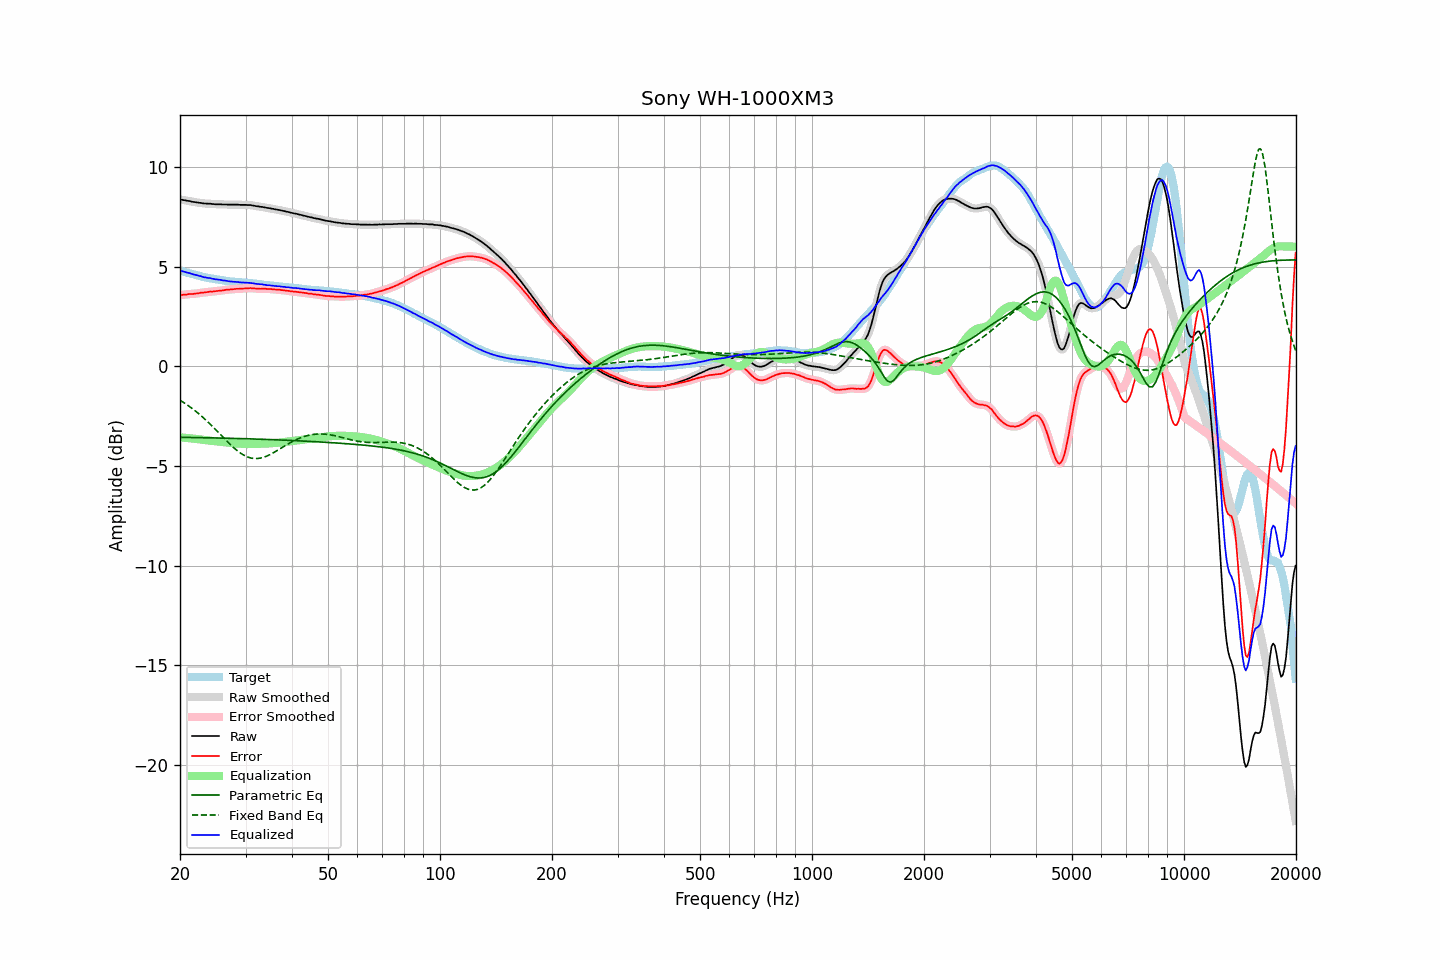 Sony WH-1000XM3
Amplitude (dBr)
10
5
0
−5
−10
−15
−20
Target
Raw Smoothed
Error Smoothed
Raw
Error
Equalization
Parametric Eq
Fixed Band Eq
Equalized
20 50 100 200 500 1000 2000 5000 10000 20000
Frequency (Hz)